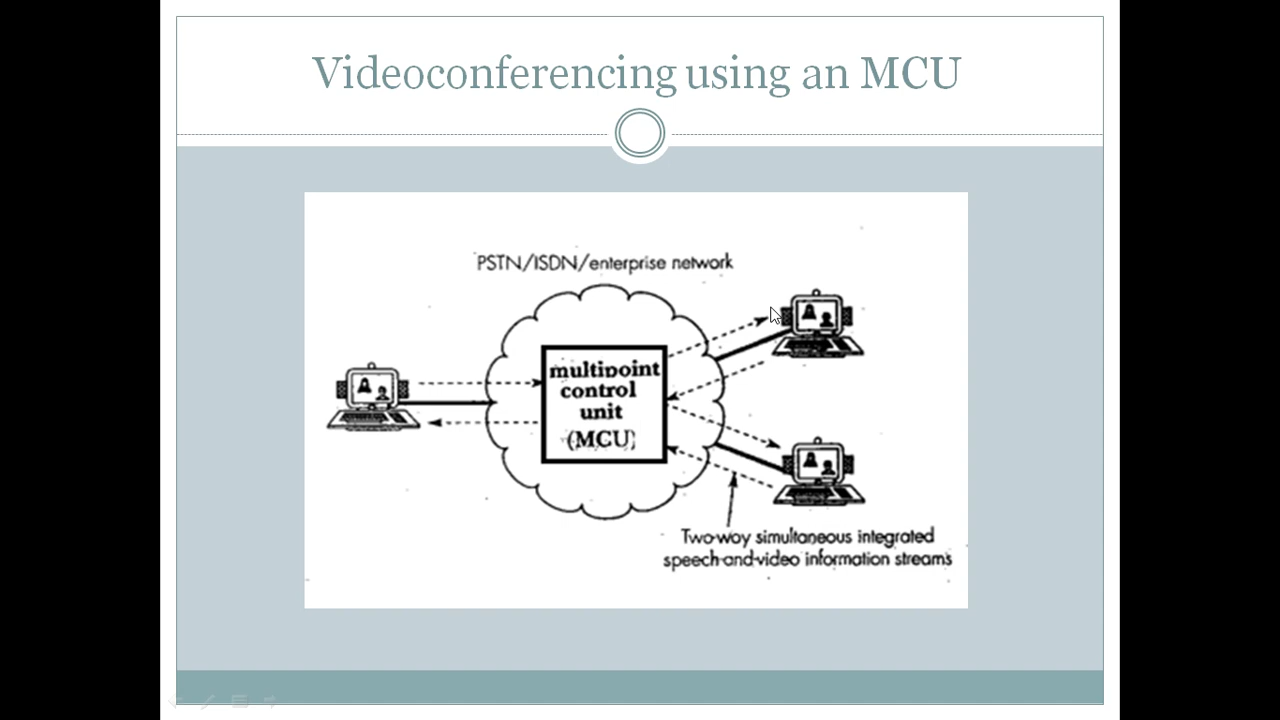 Videoconferencing using an MCU
PSTN/ISDN/enterprise network
multipoint
control
unit
(MCU)
Two-way simultaneous integrated
speech-and-video information streams